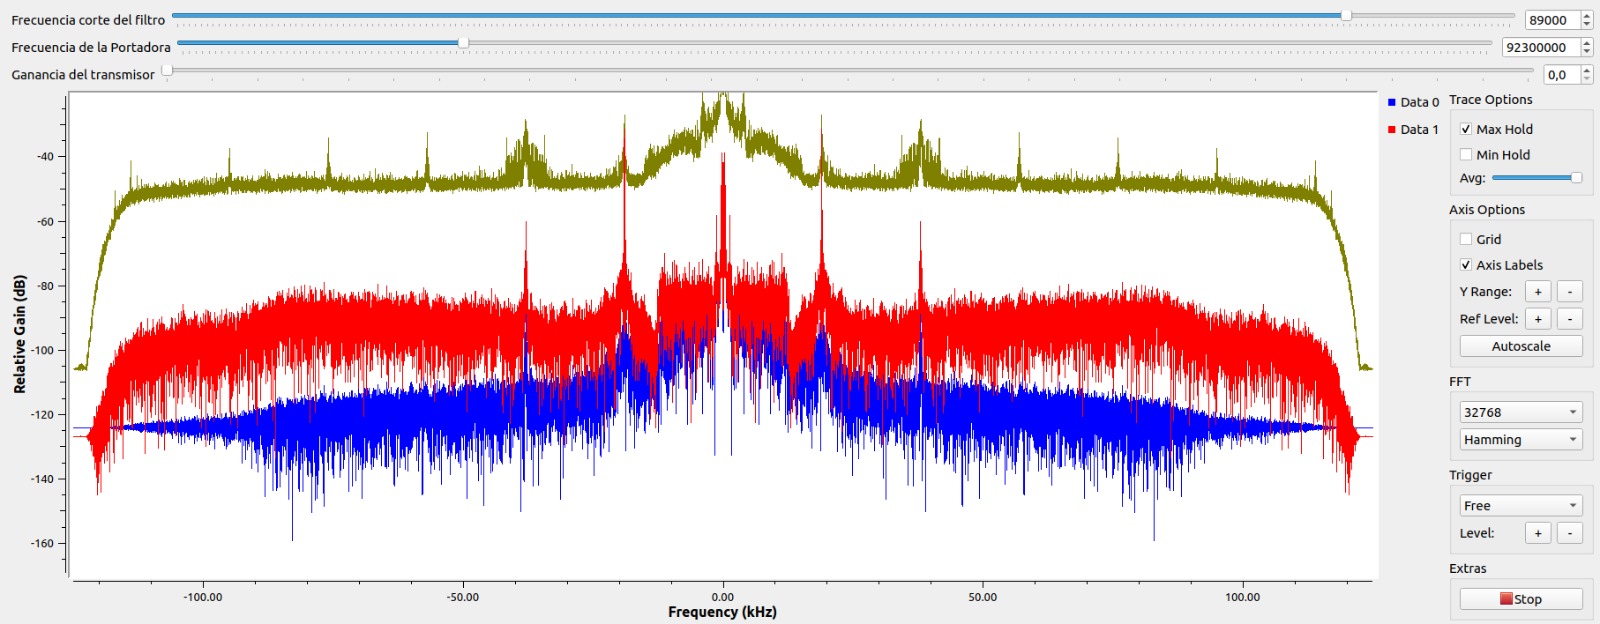 Frecuencia corte del filtro 89000
Frecuencia de la Portadora 92300000
Ganancia del transmisor 0,0
Data 0
Data 1
Trace Options
Max Hold
Min Hold
Avg:
Axis Options
Grid
Axis Labels
Y Range: + -
Ref Level: + -
Autoscale
FFT
32768
Hamming
Trigger
Free
Level: + -
Extras
Stop
Relative Gain (dB)
-40
-60
-80
-100
-120
-140
-160
-100.00 -50.00 0.00 50.00 100.00
Frequency (kHz)